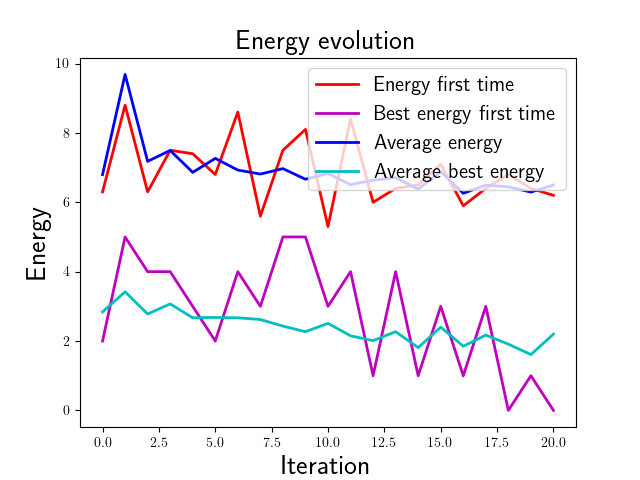 Energy evolution
10
8
6
4
2
0
Energy
Energy first time
Best energy first time
Average energy
Average best energy
0.0 2.5 5.0 7.5 10.0 12.5 15.0 17.5 20.0
Iteration